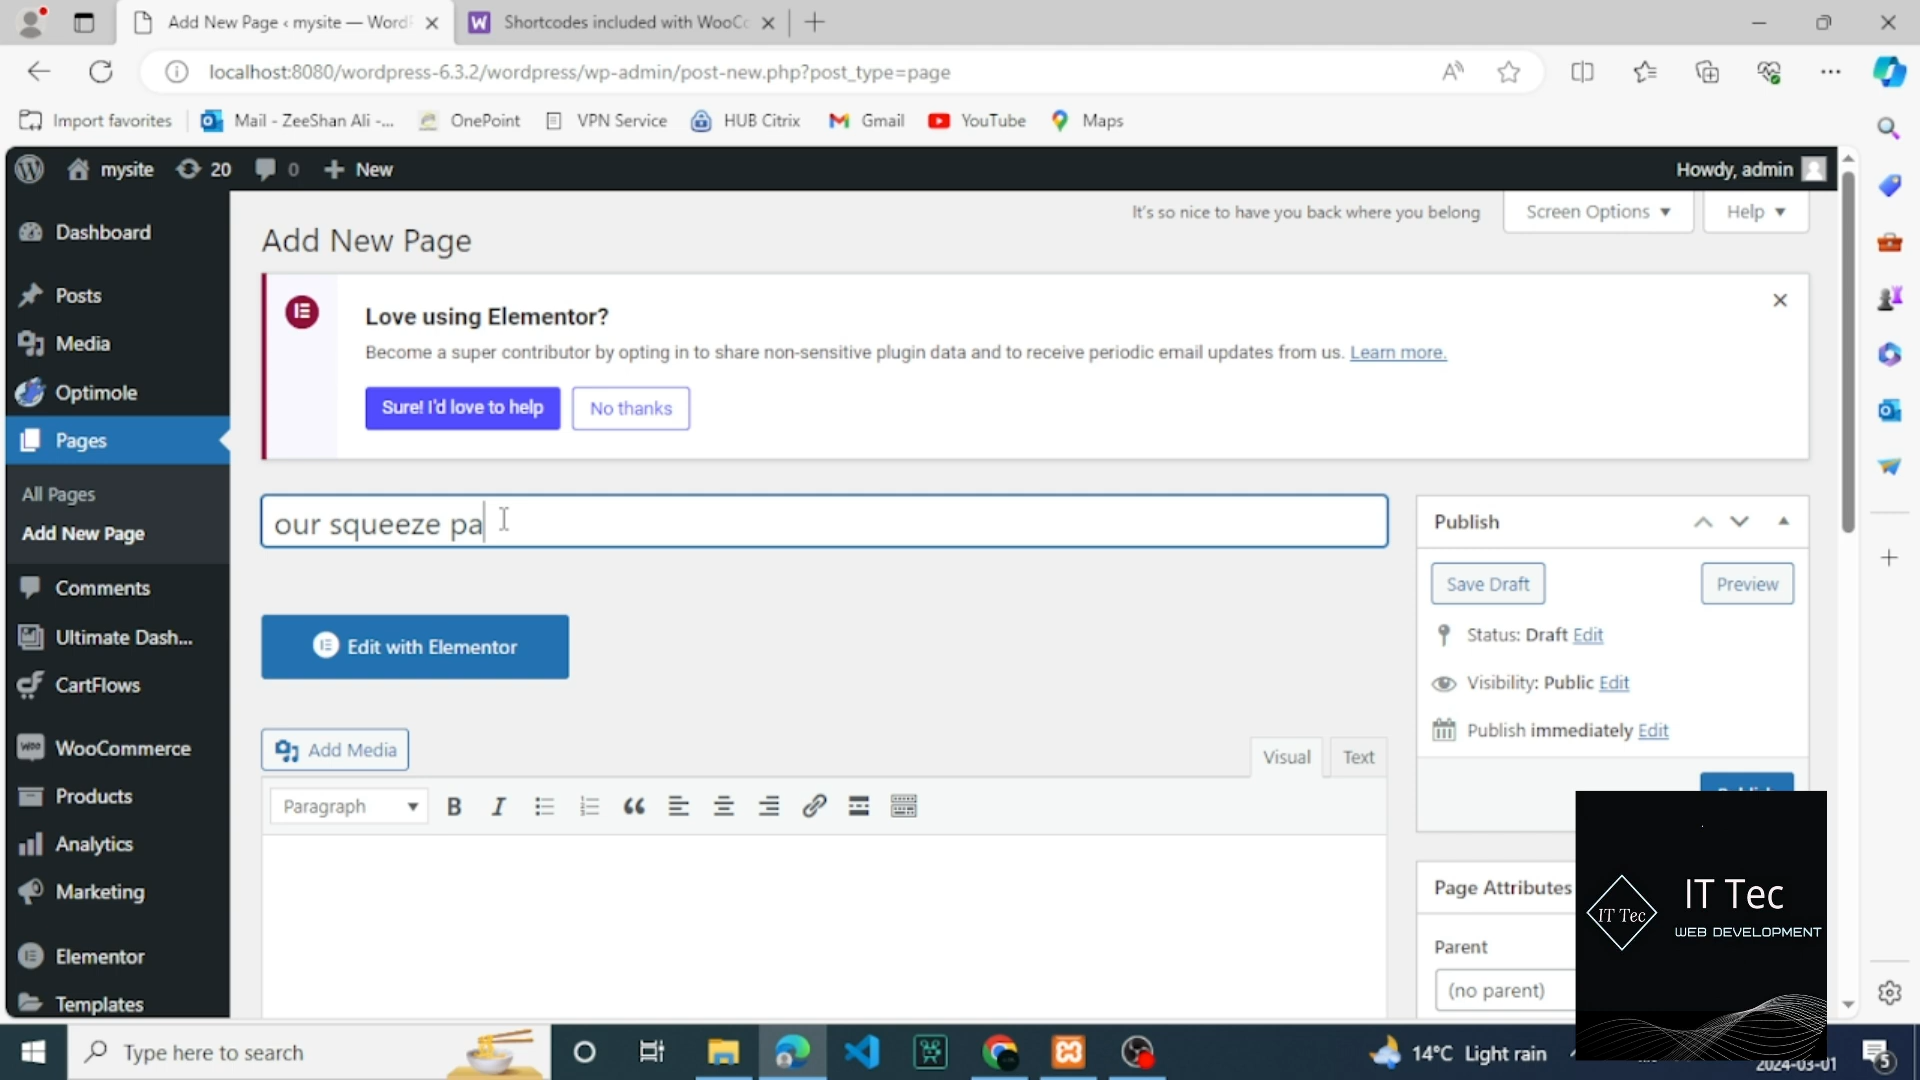 Add New Page ‹ mysite — WordP
Shortcodes included with WooCo
localhost:8080/wordpress-6.3.2/wordpress/wp-admin/post-new.php?post_type=page
Import favorites
Mail - ZeeShan Ali -...
OnePoint
VPN Service
HUB Citrix
Gmail
YouTube
Maps
mysite
20
0
New
Howdy, admin
It's so nice to have you back where you belong
Screen Options
Help
Dashboard
Posts
Media
Optimole
Pages
All Pages
Add New Page
Comments
Ultimate Dash...
CartFlows
WooCommerce
Products
Analytics
Marketing
Elementor
Templates
Add New Page
Love using Elementor?
Become a super contributor by opting in to share non-sensitive plugin data and to receive periodic email updates from us. Learn more.
Sure! I'd love to help
No thanks
our squeeze pa
Edit with Elementor
Add Media
Visual
Text
Paragraph
Publish
Save Draft
Preview
Status: Draft Edit
Visibility: Public Edit
Publish immediately Edit
Page Attributes
Parent
(no parent)
IT Tec
IT Tec
WEB DEVELOPMENT
Type here to search
14°C Light rain
2024-03-01
5